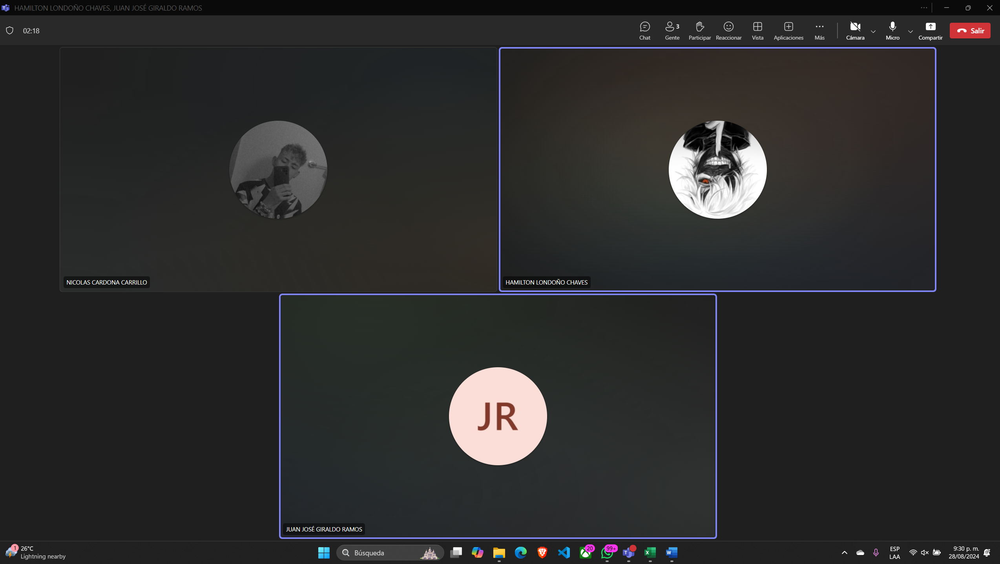 HAMILTON LONDOÑO CHAVES, JUAN JOSÉ GIRALDO RAMOS
02:18
Chat
Gente
3
Participar
Reaccionar
Vista
Aplicaciones
Más
Cámara
Micro
Compartir
Salir
NICOLAS CARDONA CARRILLO
HAMILTON LONDOÑO CHAVES
JR
JUAN JOSÉ GIRALDO RAMOS
1
26°C
Lightning nearby
Búsqueda
20
99+
ESP
LAA
9:30 p. m.
28/08/2024